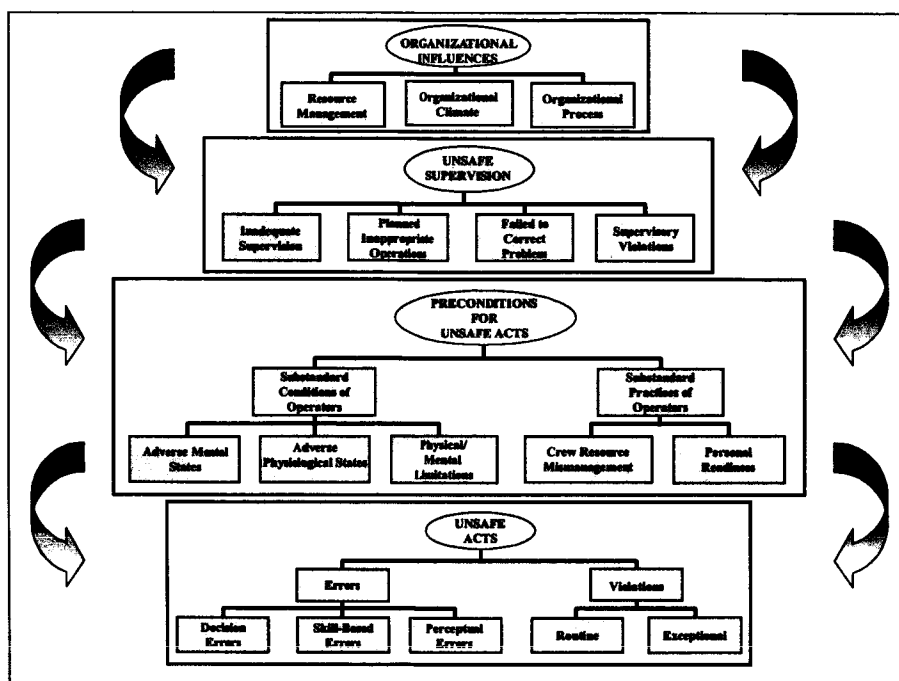 ORGANIZATIONAL
INFLUENCES
Resource
Management
Organizational
Climate
Organizational
Process
UNSAFE
SUPERVISION
Inadequate
Supervision
Planned
Inappropriate
Operations
Failed to
Correct
Problem
Supervisory
Violations
PRECONDITIONS
FOR
UNSAFE ACTS
Substandard
Conditions of
Operators
Substandard
Practices of
Operators
Adverse Mental
States
Adverse
Physiological States
Physical/
Mental
Limitations
Crew Resource
Mismanagement
Personal
Readiness
UNSAFE
ACTS
Errors
Violations
Decision
Errors
Skill-Based
Errors
Perceptual
Errors
Routine
Exceptional